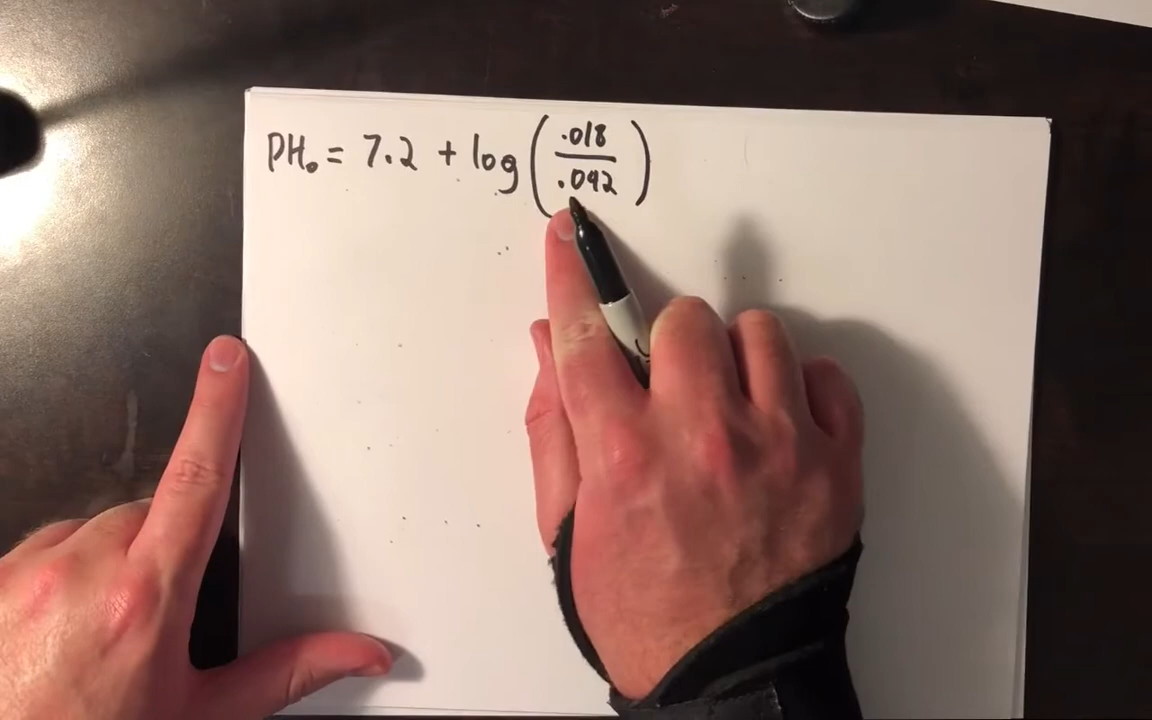 PH₀ = 7.2 + log(.018/.042)